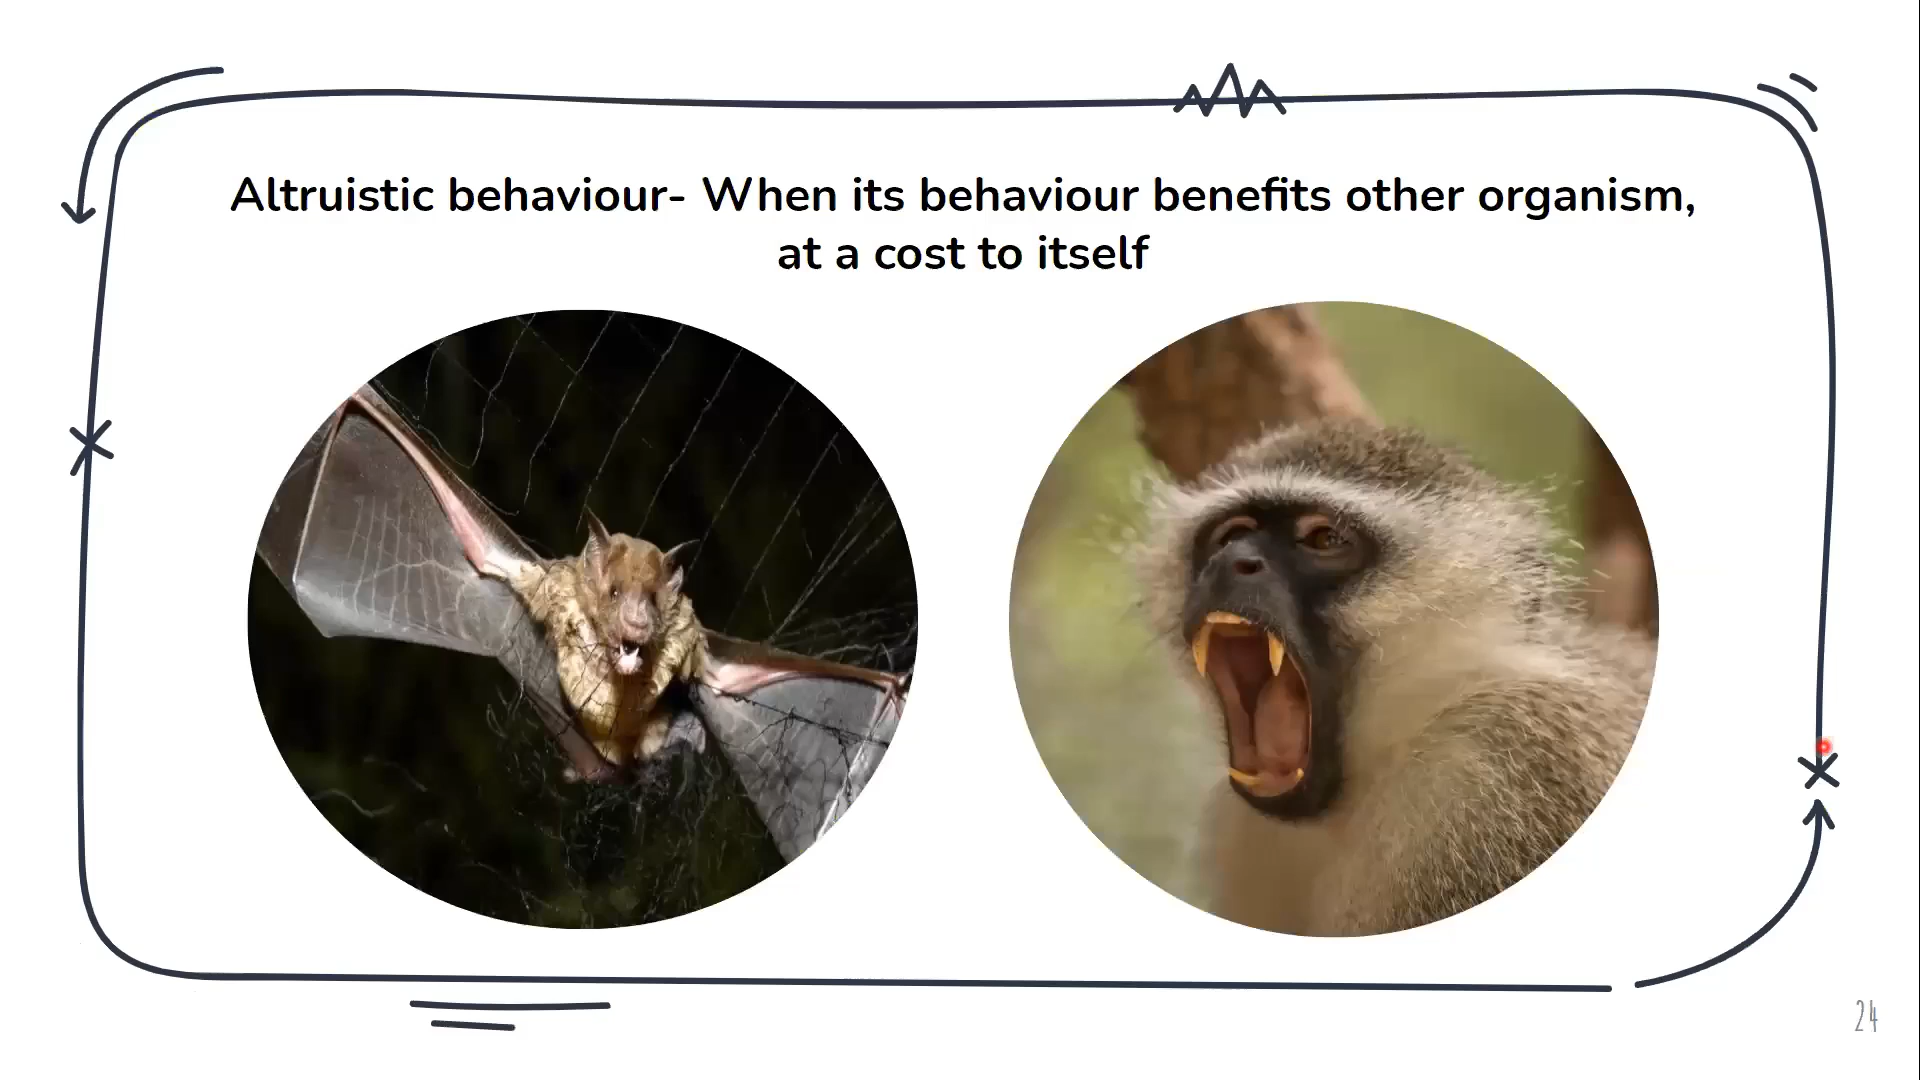 Altruistic behaviour- When its behaviour benefits other organism,
at a cost to itself
24